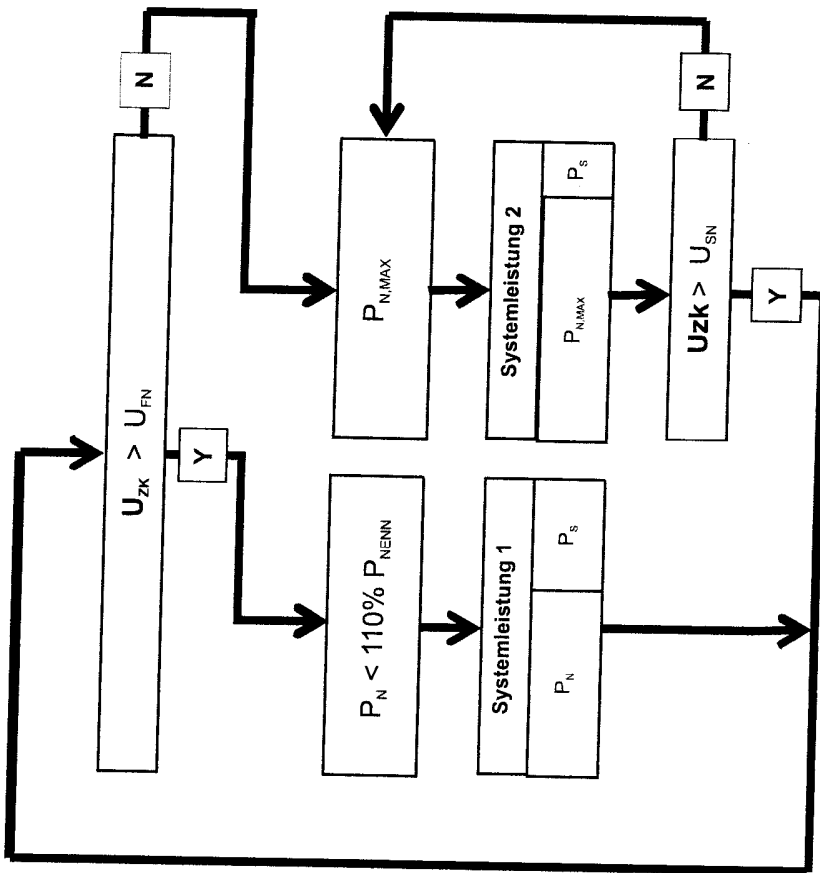 U_ZK > U_FN
N
Y
P_N < 110% P_NENN
P_N,MAX
Systemleistung 1
P_N
P_S
Systemleistung 2
P_N,MAX
P_S
Uzk > U_SN
N
Y